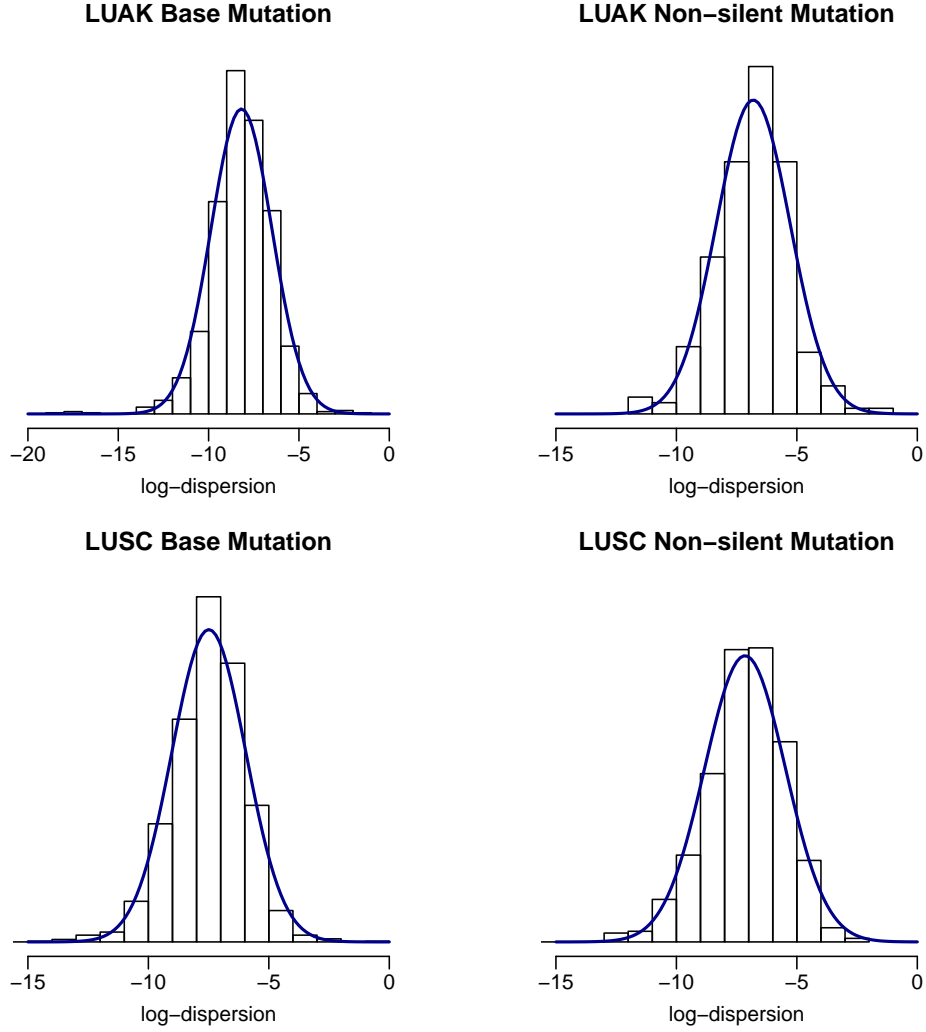 LUAK Base Mutation
LUAK Non−silent Mutation
−20 −15 −10 −5 0
−15 −10 −5 0
log−dispersion
log−dispersion
LUSC Base Mutation
LUSC Non−silent Mutation
−15 −10 −5 0
−15 −10 −5 0
log−dispersion
log−dispersion